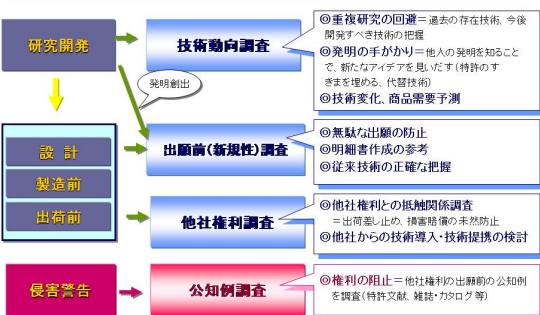 研究開発
技術動向調査
◎重複研究の回避＝過去の存在技術、今後
開発すべき技術の把握
◎発明の手がかり＝他人の発明を知ること
で、新たなアイデアを見いだす(特許のす
きまを埋める、代替技術)
◎技術変化、商品需要予測
発明創出
設計
製造前
出荷前
出願前(新規性)調査
◎無駄な出願の防止
◎明細書作成の参考
◎従来技術の正確な把握
他社権利調査
◎他社権利との抵触関係調査
＝出荷差し止め、損害賠償の未然防止
◎他社からの技術導入・技術提携の検討
侵害警告
公知例調査
◎権利の阻止＝他社権利の出願前の公知例
を調査(特許文献、雑誌・カタログ等)